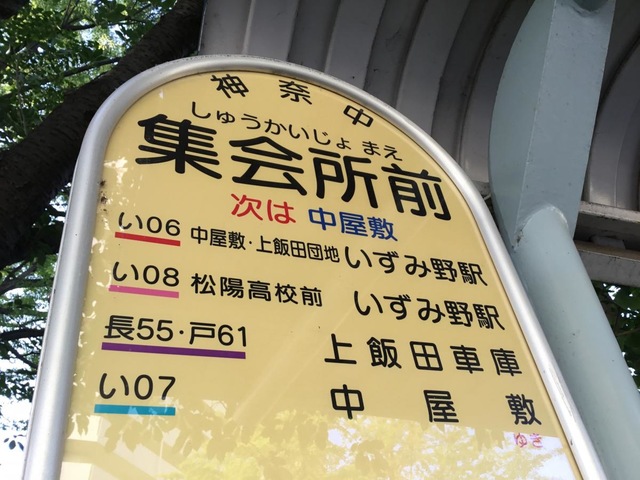 神奈中
しゅうかいじょ まえ
集会所前
次は 中屋敷
い06 中屋敷・上飯田団地 いずみ野駅
い08 松陽高校前 いずみ野駅
長55・戸61 上飯田車庫
い07 中屋敷
ゆき